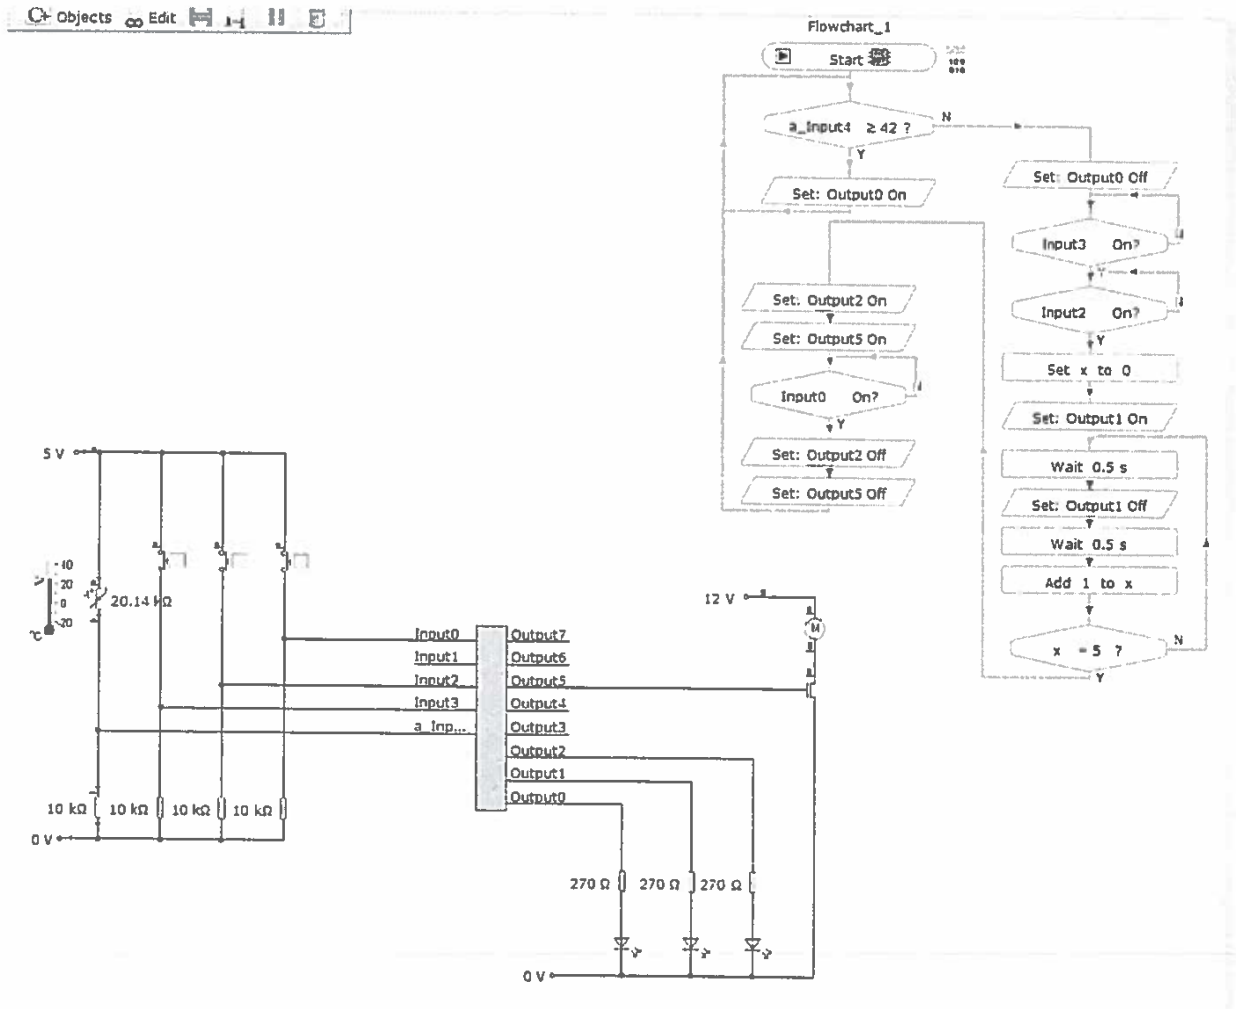 Objects Edit
Flowchart_1
Start
a_Input4 ≥ 42 ?
N
Y
Set: Output0 On
Set: Output0 Off
Input3 On?
Y
Input2 On?
Y
Set x to 0
Set: Output1 On
Wait 0.5 s
Set: Output1 Off
Wait 0.5 s
Add 1 to x
x = 5 ?
N
Y
Set: Output2 On
Set: Output5 On
Input0 On?
Y
Set: Output2 Off
Set: Output5 Off
5 V
40
20
0
-20
°C
20.14 kΩ
12 V
M
Input0
Input1
Input2
Input3
a_Inp...
Output7
Output6
Output5
Output4
Output3
Output2
Output1
Output0
10 kΩ 10 kΩ 10 kΩ 10 kΩ
0 V
270 Ω 270 Ω 270 Ω
0 V